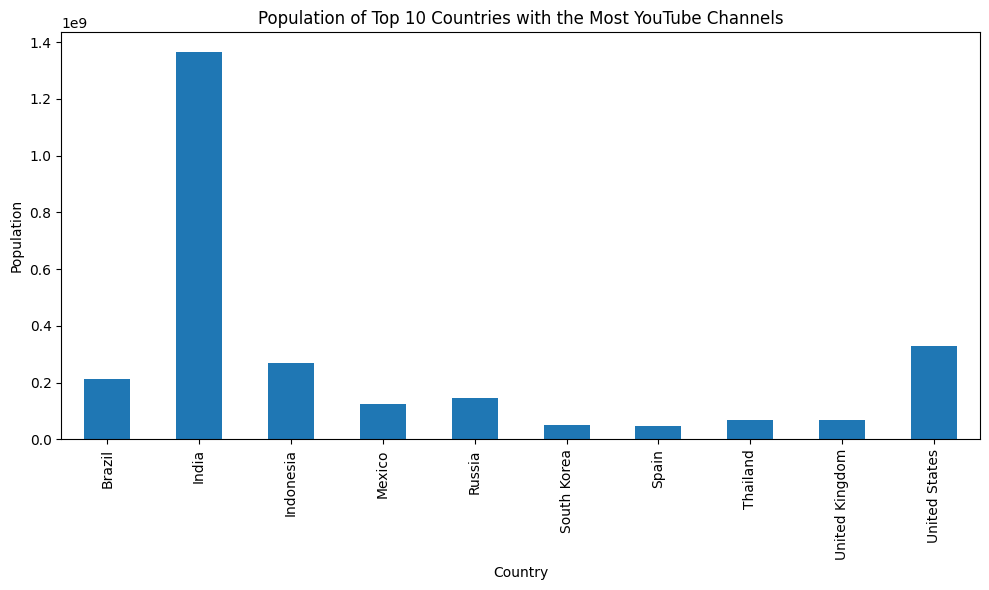 Population of Top 10 Countries with the Most YouTube Channels
1e9
1.4
1.2
1.0
0.8
0.6
0.4
0.2
0.0
Population
Brazil
India
Indonesia
Mexico
Russia
South Korea
Spain
Thailand
United Kingdom
United States
Country